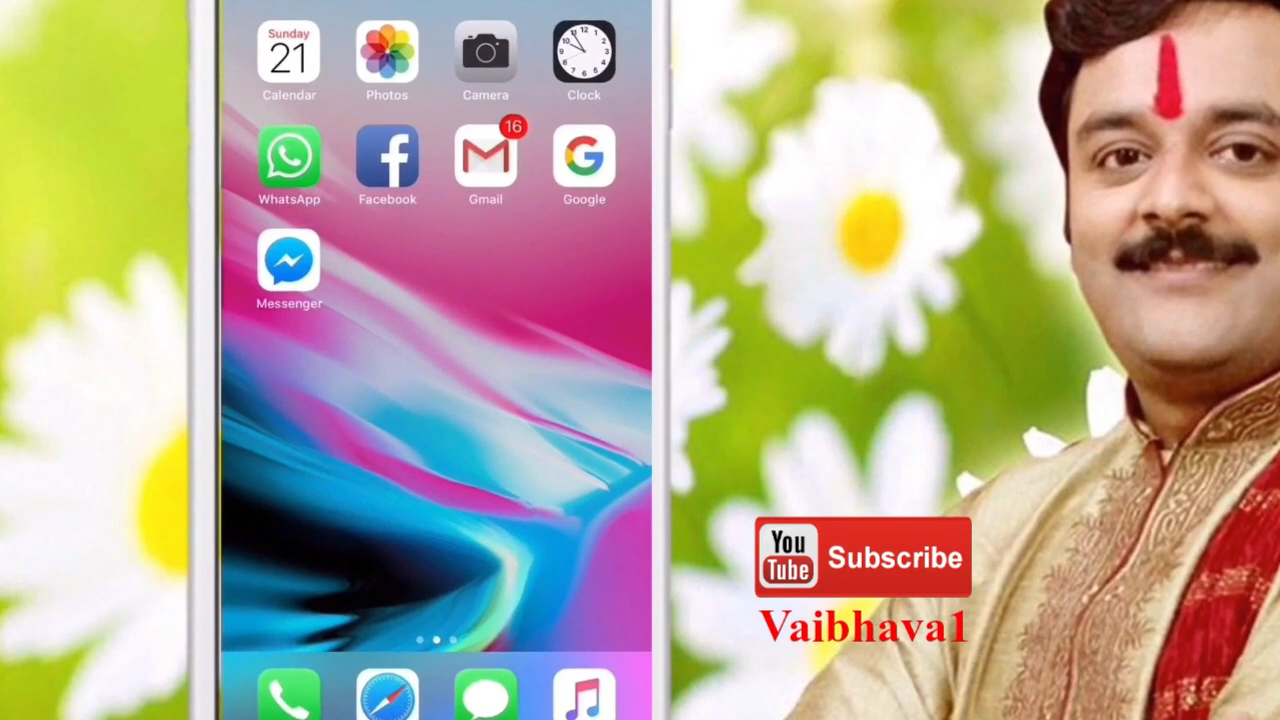 Sunday
21
Calendar
Photos
Camera
Clock
WhatsApp
Facebook
16
Gmail
Google
Messenger
You
Tube
Subscribe
Vaibhava1